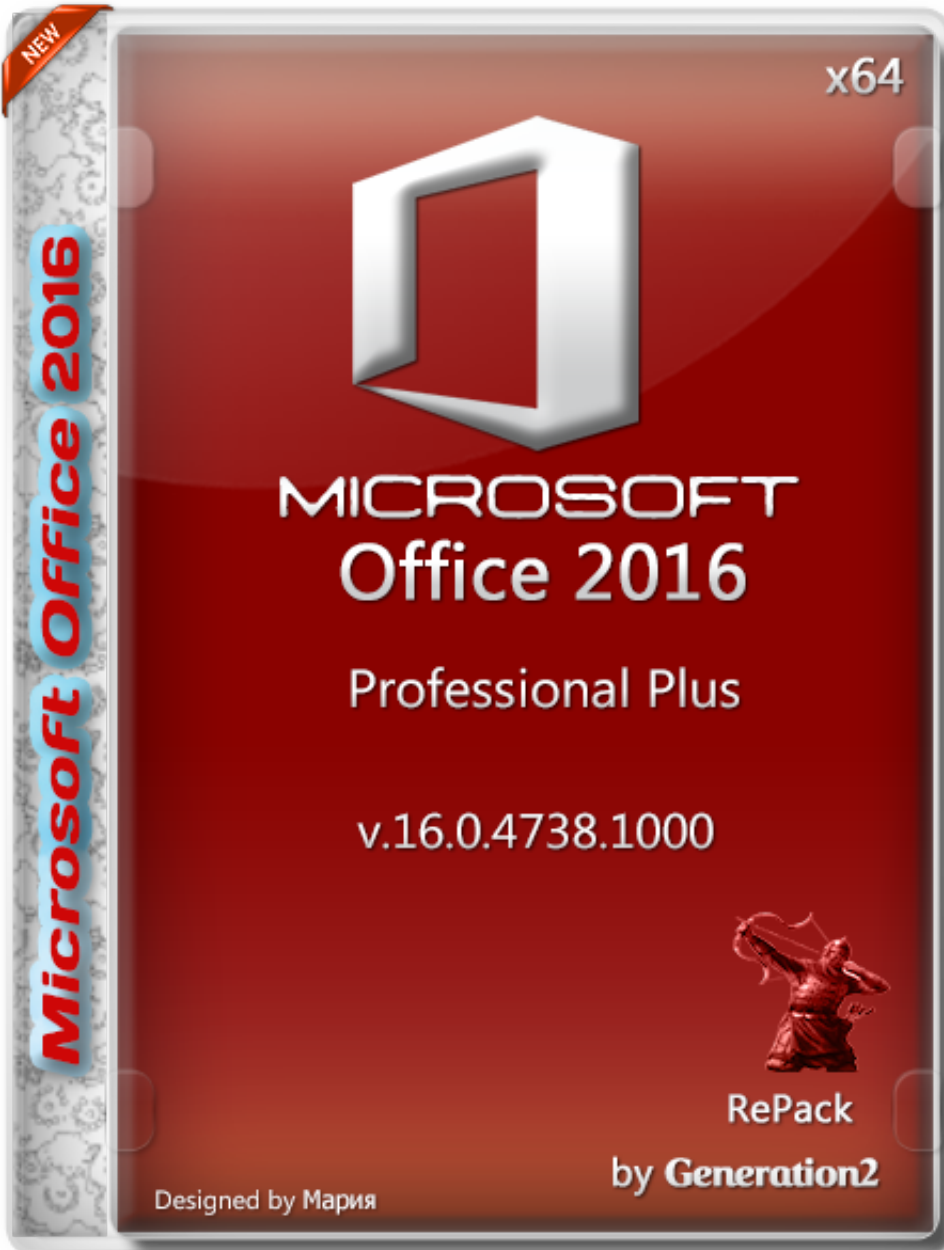 NEW
x64
Microsoft Office 2016
MICROSOFT
Office 2016
Professional Plus
v.16.0.4738.1000
RePack
by Generation2
Designed by Мария